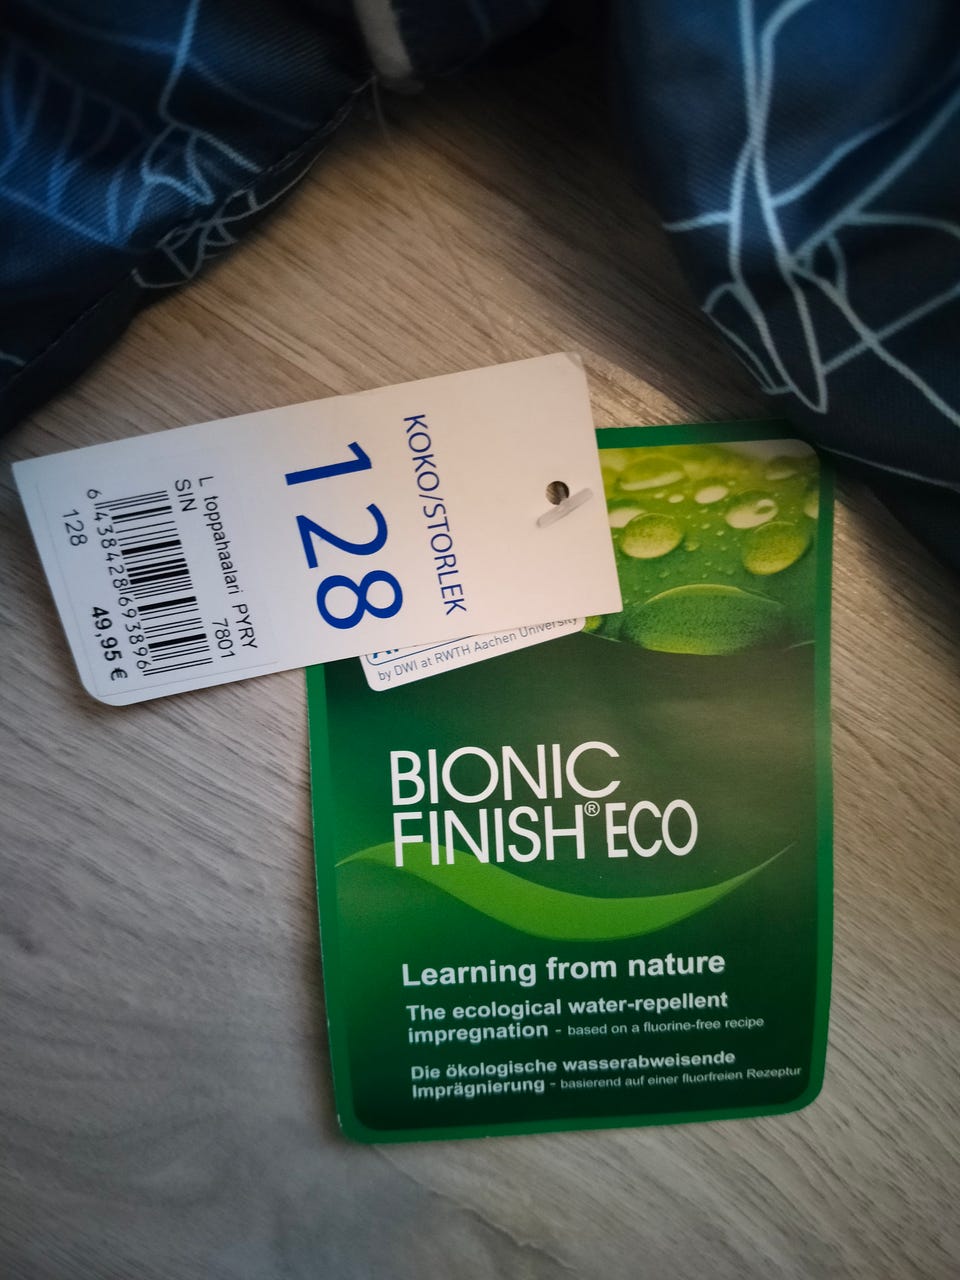 KOKO/STORLEK
128
L toppahaalari PYRY
SIN 7801
6 438428 693896
128 49,95 €
by DWI at RWTH Aachen University
BIONIC
FINISH® ECO
Learning from nature
The ecological water-repellent
impregnation - based on a fluorine-free recipe
Die ökologische wasserabweisende
Imprägnierung - basierend auf einer fluorfreien Rezeptur